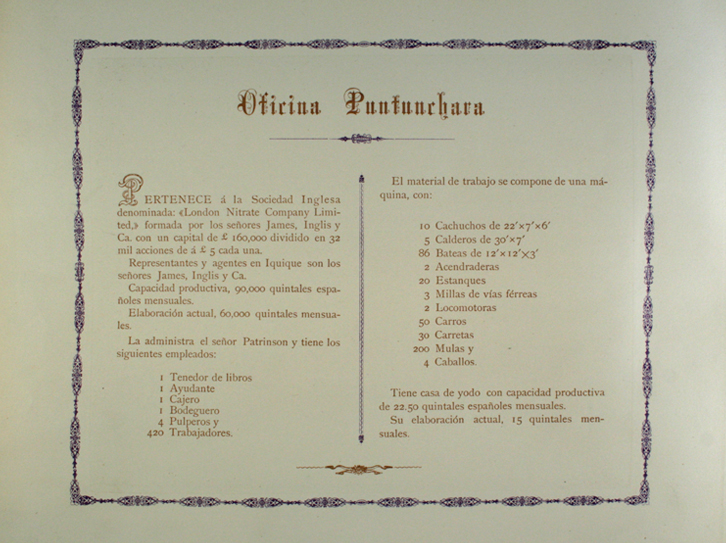 Oficina Puntunchara
PERTENECE á la Sociedad Inglesa
denominada: «London Nitrate Company Limi-
ted,» formada por los señores James, Inglis y
Ca. con un capital de £ 160,000 dividido en 32
mil acciones de á £ 5 cada una.
Representantes y agentes en Iquique son los
señores James, Inglis y Ca.
Capacidad productiva, 90,000 quintales espa-
ñoles mensuales.
Elaboración actual, 60,000 quintales mensua-
les.
La administra el señor Patrinson y tiene los
siguientes empleados:
1 Tenedor de libros
1 Ayudante
1 Cajero
1 Bodeguero
4 Pulperos y
420 Trabajadores.
El material de trabajo se compone de una má-
quina, con:
10 Cachuchos de 22'×7'×6'
5 Calderos de 30'×7'
86 Bateas de 12'×12'×3'
2 Acendraderas
20 Estanques
3 Millas de vías férreas
2 Locomotoras
50 Carros
30 Carretas
200 Mulas y
4 Caballos.
Tiene casa de yodo con capacidad productiva
de 22.50 quintales españoles mensuales.
Su elaboración actual, 15 quintales men-
suales.